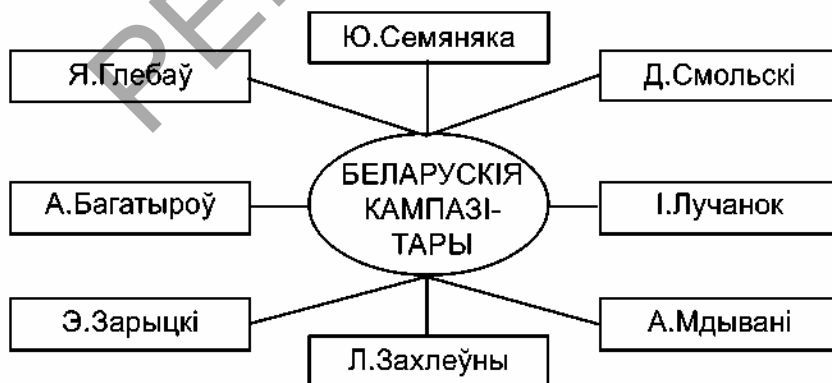 Ю.Семяняка
Я.Глебаў
Д.Смольскі
БЕЛАРУСКІЯ
КАМПАЗІ-
ТАРЫ
А.Багатыроў
І.Лучанок
Э.Зарыцкі
А.Мдывані
Л.Захлеўны